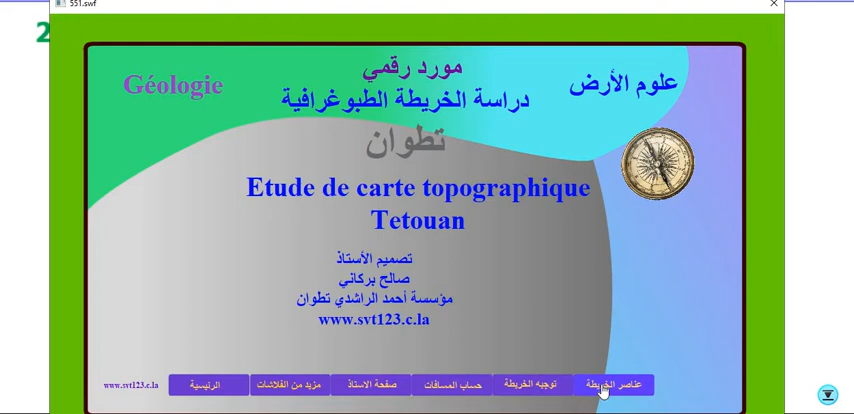 551.swf
2
Géologie
مورد رقمي
علوم الأرض
دراسة الخريطة الطبوغرافية
تطوان
Etude de carte topographique
Tetouan
تصميم الأستاذ
صالح بركاني
مؤسسة أحمد الراشدي تطوان
www.svt123.c.la
عناصر الخريطة
توجيه الخريطة
حساب المسافات
صفحة الاستاذ
مزيد من الفلاشات
الرئيسية
www.svt123.c.la